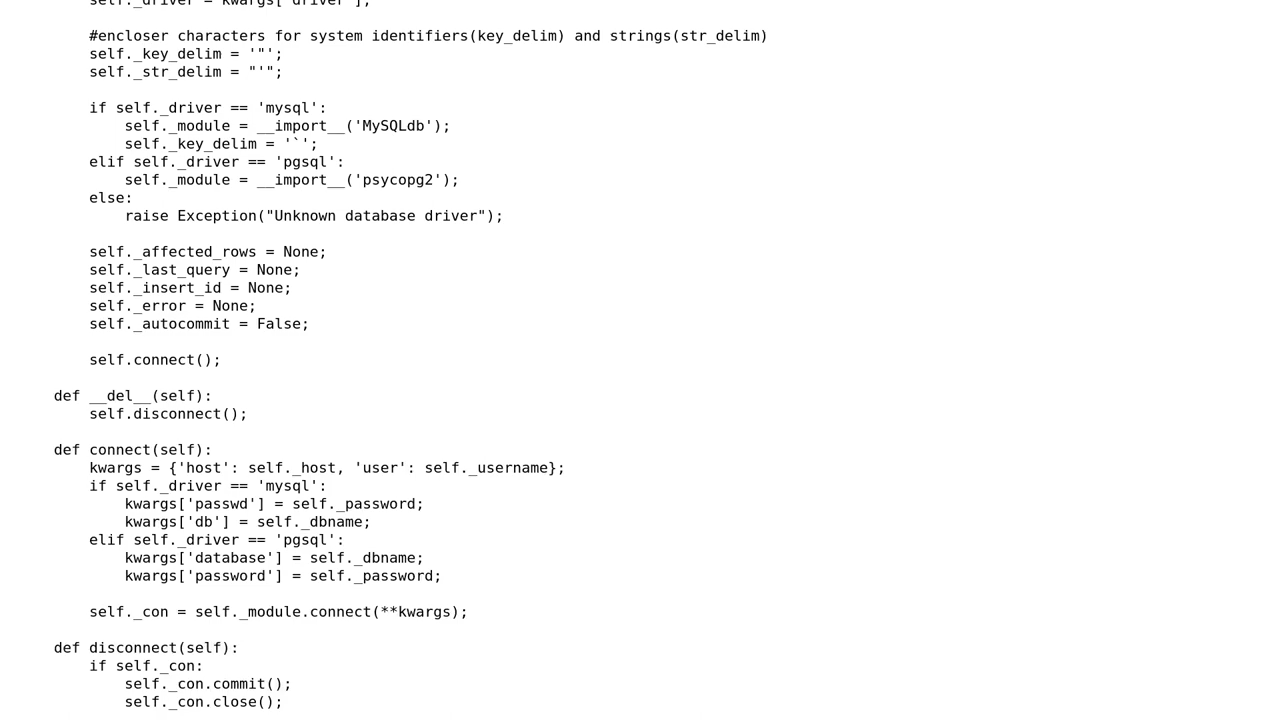 self._driver = kwargs['driver'];

        #encloser characters for system identifiers(key_delim) and strings(str_delim)
        self._key_delim = '"';
        self._str_delim = "'";

        if self._driver == 'mysql':
            self._module = __import__('MySQLdb');
            self._key_delim = '`';
        elif self._driver == 'pgsql':
            self._module = __import__('psycopg2');
        else:
            raise Exception("Unknown database driver");

        self._affected_rows = None;
        self._last_query = None;
        self._insert_id = None;
        self._error = None;
        self._autocommit = False;

        self.connect();

    def __del__(self):
        self.disconnect();

    def connect(self):
        kwargs = {'host': self._host, 'user': self._username};
        if self._driver == 'mysql':
            kwargs['passwd'] = self._password;
            kwargs['db'] = self._dbname;
        elif self._driver == 'pgsql':
            kwargs['database'] = self._dbname;
            kwargs['password'] = self._password;

        self._con = self._module.connect(**kwargs);

    def disconnect(self):
        if self._con:
            self._con.commit();
            self._con.close();